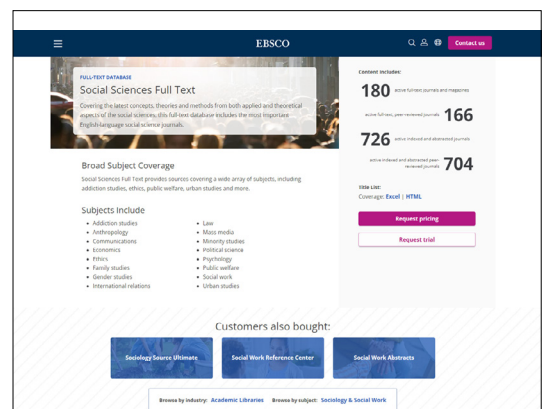 EBSCO
Contact us
FULL-TEXT DATABASE
Social Sciences Full Text
Covering the latest concepts, theories and methods from both applied and theoretical
aspects of the social sciences, this full-text database includes the most important
English-language social science journals.
Broad Subject Coverage
Social Sciences Full Text provides sources covering a wide array of subjects, including
addiction studies, ethics, public welfare, urban studies and more.
Subjects Include
Addiction studies
Anthropology
Communications
Economics
Ethics
Family studies
Gender studies
International relations
Law
Mass media
Minority studies
Political science
Psychology
Public welfare
Social work
Urban studies
Content Includes:
180 active full-text journals and magazines
active full-text, peer-reviewed journals 166
726 active indexed and abstracted journals
active indexed and abstracted peer-
reviewed journals 704
Title List:
Coverage: Excel | HTML
Request pricing
Request trial
Customers also bought:
Sociology Source Ultimate
Social Work Reference Center
Social Work Abstracts
Browse by industry: Academic Libraries Browse by subject: Sociology & Social Work